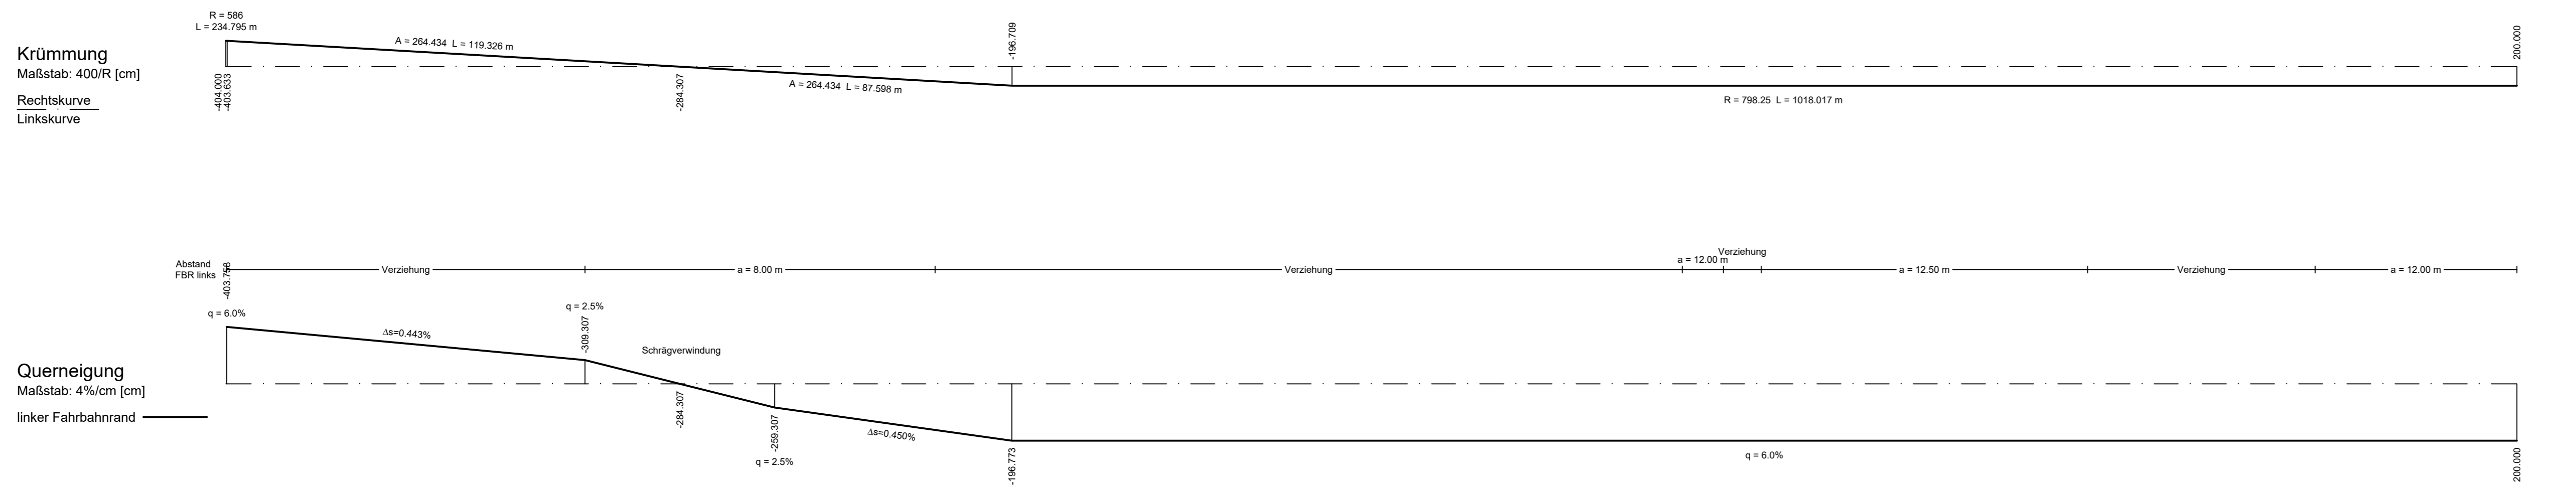 R = 586
L = 234.795 m
Krümmung
Maßstab: 400/R [cm]
Rechtskurve
Linkskurve
-404.000
-403.633
A = 264.434 L = 119.326 m
-284.307
A = 264.434 L = 87.598 m
-196.709
R = 798.25 L = 1018.017 m
200.000
Abstand
FBR links
-403.758
Verziehung
a = 8.00 m
Verziehung
a = 12.00 m
Verziehung
a = 12.50 m
Verziehung
a = 12.00 m
q = 6.0%
Δs=0.443%
q = 2.5%
-309.307
Schrägverwindung
-284.307
-259.307
q = 2.5%
Δs=0.450%
-196.773
q = 6.0%
200.000
Querneigung
Maßstab: 4%/cm [cm]
linker Fahrbahnrand